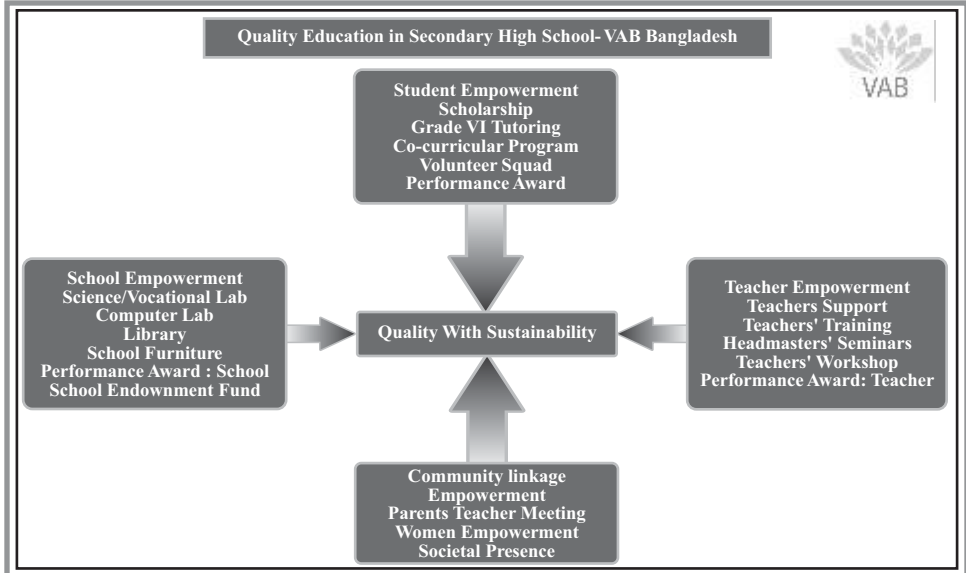 Quality Education in Secondary High School- VAB Bangladesh
VAB
Student Empowerment
Scholarship
Grade VI Tutoring
Co-curricular Program
Volunteer Squad
Performance Award
School Empowerment
Science/Vocational Lab
Computer Lab
Library
School Furniture
Performance Award : School
School Endownment Fund
Quality With Sustainability
Teacher Empowerment
Teachers Support
Teachers' Training
Headmasters' Seminars
Teachers' Workshop
Performance Award: Teacher
Community linkage
Empowerment
Parents Teacher Meeting
Women Empowerment
Societal Presence